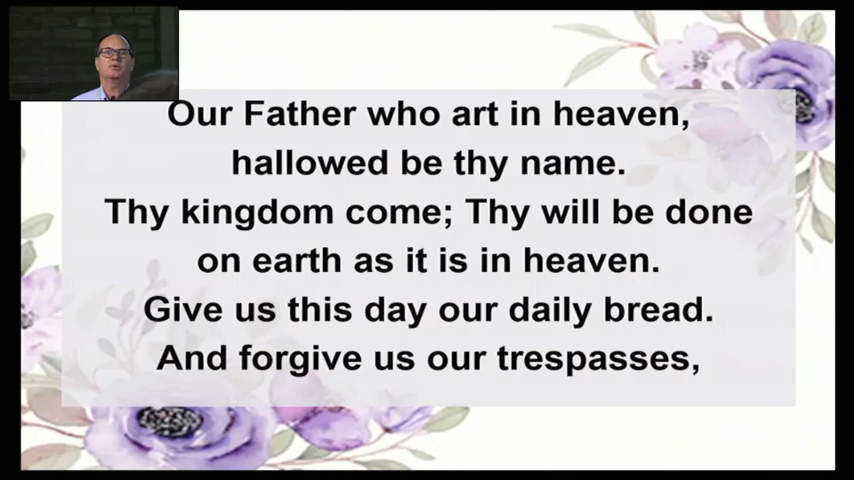 Our Father who art in heaven,
hallowed be thy name.
Thy kingdom come; Thy will be done
on earth as it is in heaven.
Give us this day our daily bread.
And forgive us our trespasses,